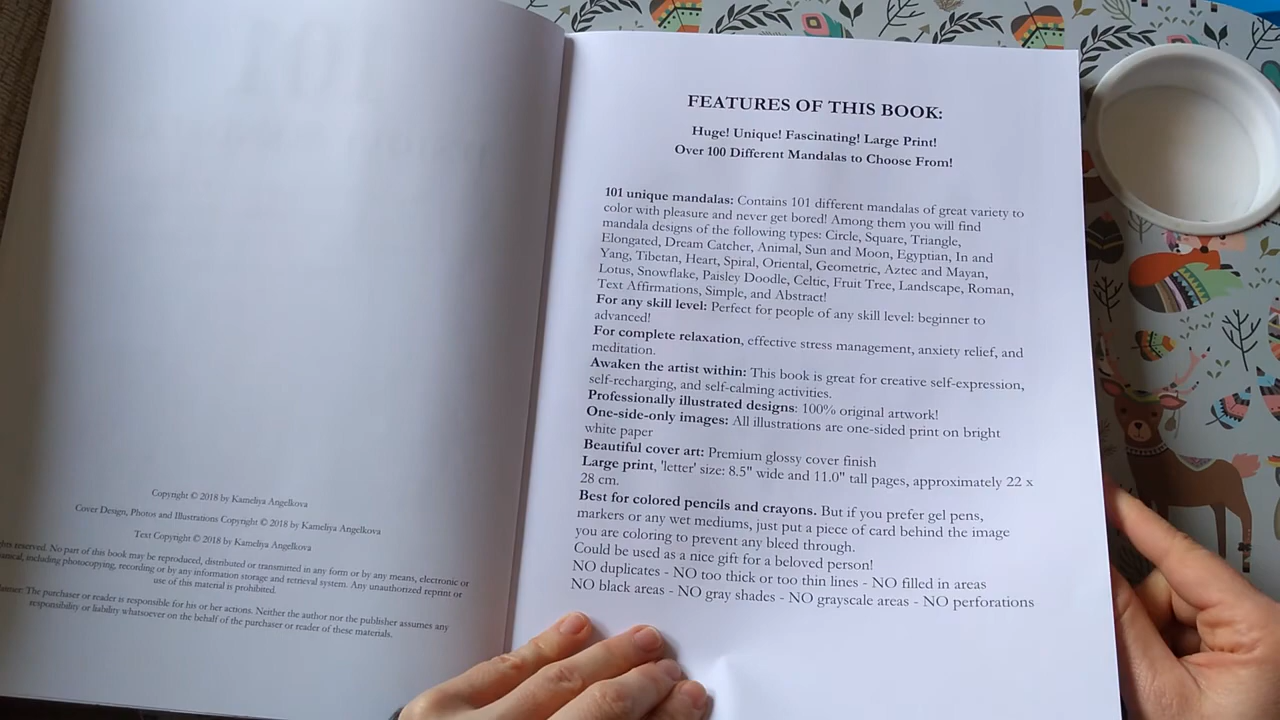 Copyright © 2018 by Kameliya Angelkova
Cover Design, Photos and Illustrations Copyright © 2018 by Kameliya Angelkova
Text Copyright © 2018 by Kameliya Angelkova
reserved. No part of this book may be reproduced, distributed or transmitted in any form or by any means, electronic or
including photocopying, recording or by any information storage and retrieval system. Any unauthorized reprint or
use of this material is prohibited.
The purchaser or reader is responsible for his or her actions. Neither the author nor the publisher assumes any
responsibility or liability whatsoever on the behalf of the purchaser or reader of these materials.
FEATURES OF THIS BOOK:
Huge! Unique! Fascinating! Large Print!
Over 100 Different Mandalas to Choose From!
101 unique mandalas: Contains 101 different mandalas of great variety to
color with pleasure and never get bored! Among them you will find
mandala designs of the following types: Circle, Square, Triangle,
Elongated, Dream Catcher, Animal, Sun and Moon, Egyptian, In and
Yang, Tibetan, Heart, Spiral, Oriental, Geometric, Aztec and Mayan,
Lotus, Snowflake, Paisley Doodle, Celtic, Fruit Tree, Landscape, Roman,
Text Affirmations, Simple, and Abstract!
For any skill level: Perfect for people of any skill level: beginner to
advanced!
For complete relaxation, effective stress management, anxiety relief, and
meditation.
Awaken the artist within: This book is great for creative self-expression,
self-recharging, and self-calming activities.
Professionally illustrated designs: 100% original artwork!
One-side-only images: All illustrations are one-sided print on bright
white paper
Beautiful cover art: Premium glossy cover finish
Large print, 'letter' size: 8.5" wide and 11.0" tall pages, approximately 22 x
28 cm.
Best for colored pencils and crayons. But if you prefer gel pens,
markers or any wet mediums, just put a piece of card behind the image
you are coloring to prevent any bleed through.
Could be used as a nice gift for a beloved person!
NO duplicates - NO too thick or too thin lines - NO filled in areas
NO black areas - NO gray shades - NO grayscale areas - NO perforations